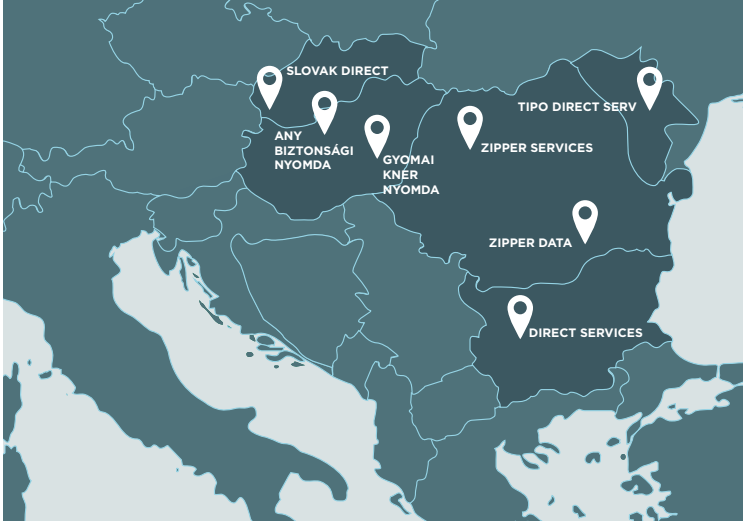 SLOVAK DIRECT
TIPO DIRECT SERV
ANY
BIZTONSÁGI
NYOMDA
ZIPPER SERVICES
GYOMAI
KNER
NYOMDA
ZIPPER DATA
DIRECT SERVICES